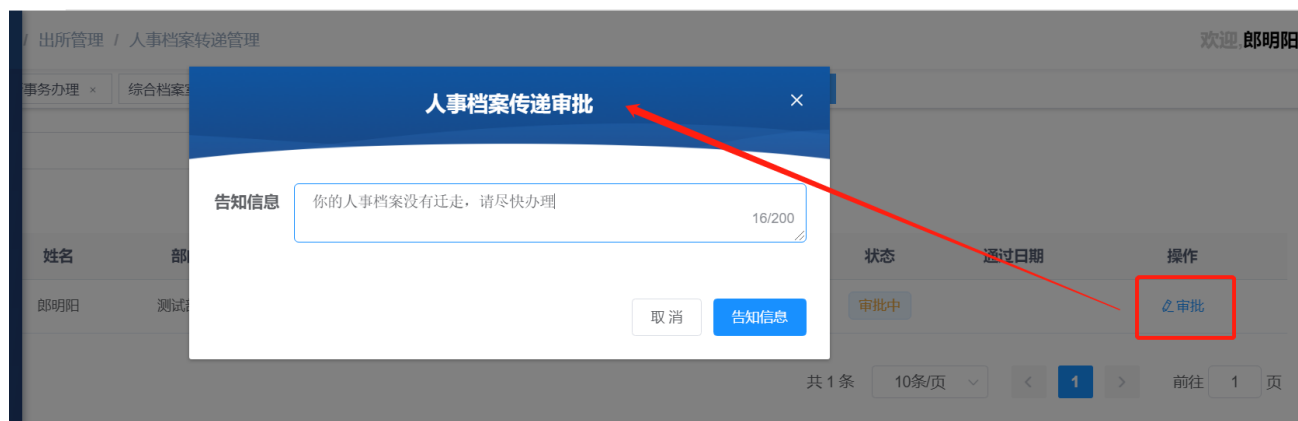 / 出所管理 / 人事档案转递管理
欢迎,郎明阳
事务办理 ×
综合档案室
人事档案传递审批
告知信息
你的人事档案没有迁走，请尽快办理
16/200
姓名
部
状态
通过日期
操作
郎明阳
测试
审批中
审批
取消
告知信息
共 1 条
10条/页
1
前往 1 页